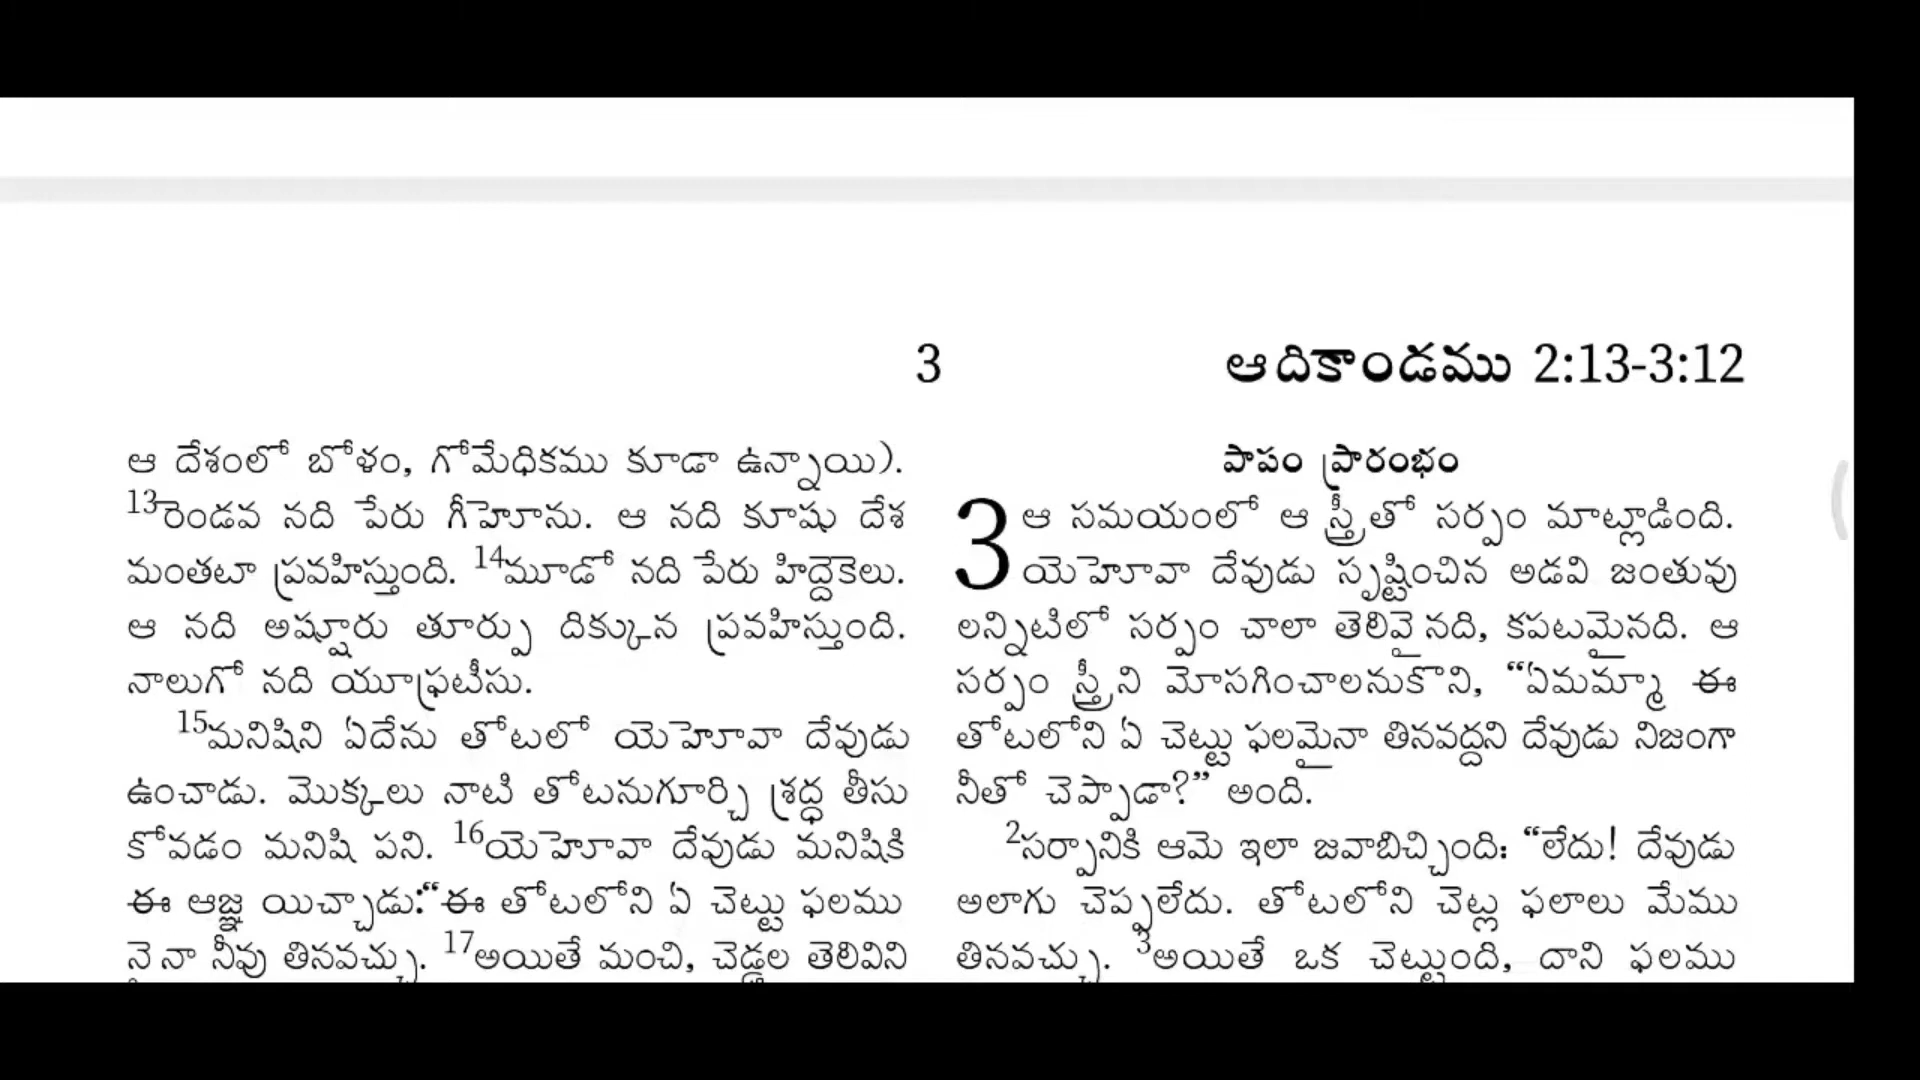 3
ఆదికాండము 2:13-3:12
ఆ దేశంలో బోళం, గోమేధికము కూడా ఉన్నాయి).
13రెండవ నది పేరు గీహెూను. ఆ నది కూషు దేశ
మంతటా ప్రవహిస్తుంది. 14మూడో నది పేరు హిద్దెకెలు.
ఆ నది అష్షూరు తూర్పు దిక్కున ప్రవహిస్తుంది.
నాలుగో నది యూఫ్రటీసు.
15మనిషిని ఏదేను తోటలో యెహెూవా దేవుడు
ఉంచాడు. మొక్కలు నాటి తోటనుగూర్చి శ్రద్ధ తీసు
కోవడం మనిషి పని. 16యెహెూవా దేవుడు మనిషికి
ఈ ఆజ్ఞ యిచ్చాడు:“ఈ తోటలోని ఏ చెట్టు ఫలము
నైనా నీవు తినవచ్చు. 17అయితే మంచి, చెడ్డల తెలివిని
పాపం ప్రారంభం
3 ఆ సమయంలో ఆ స్త్రీతో సర్పం మాట్లాడింది.
యెహెూవా దేవుడు సృష్టించిన అడవి జంతువు
లన్నిటిలో సర్పం చాలా తెలివైనది, కపటమైనది. ఆ
సర్పం స్త్రీని మోసగించాలనుకొని, “ఏమమ్మా ఈ
తోటలోని ఏ చెట్టు ఫలమైనా తినవద్దని దేవుడు నిజంగా
నీతో చెప్పాడా?” అంది.
2సర్పానికి ఆమె ఇలా జవాబిచ్చింది: “లేదు! దేవుడు
అలాగు చెప్పలేదు. తోటలోని చెట్ల ఫలాలు మేము
తినవచ్చు. 3అయితే ఒక చెట్టుంది, దాని ఫలము